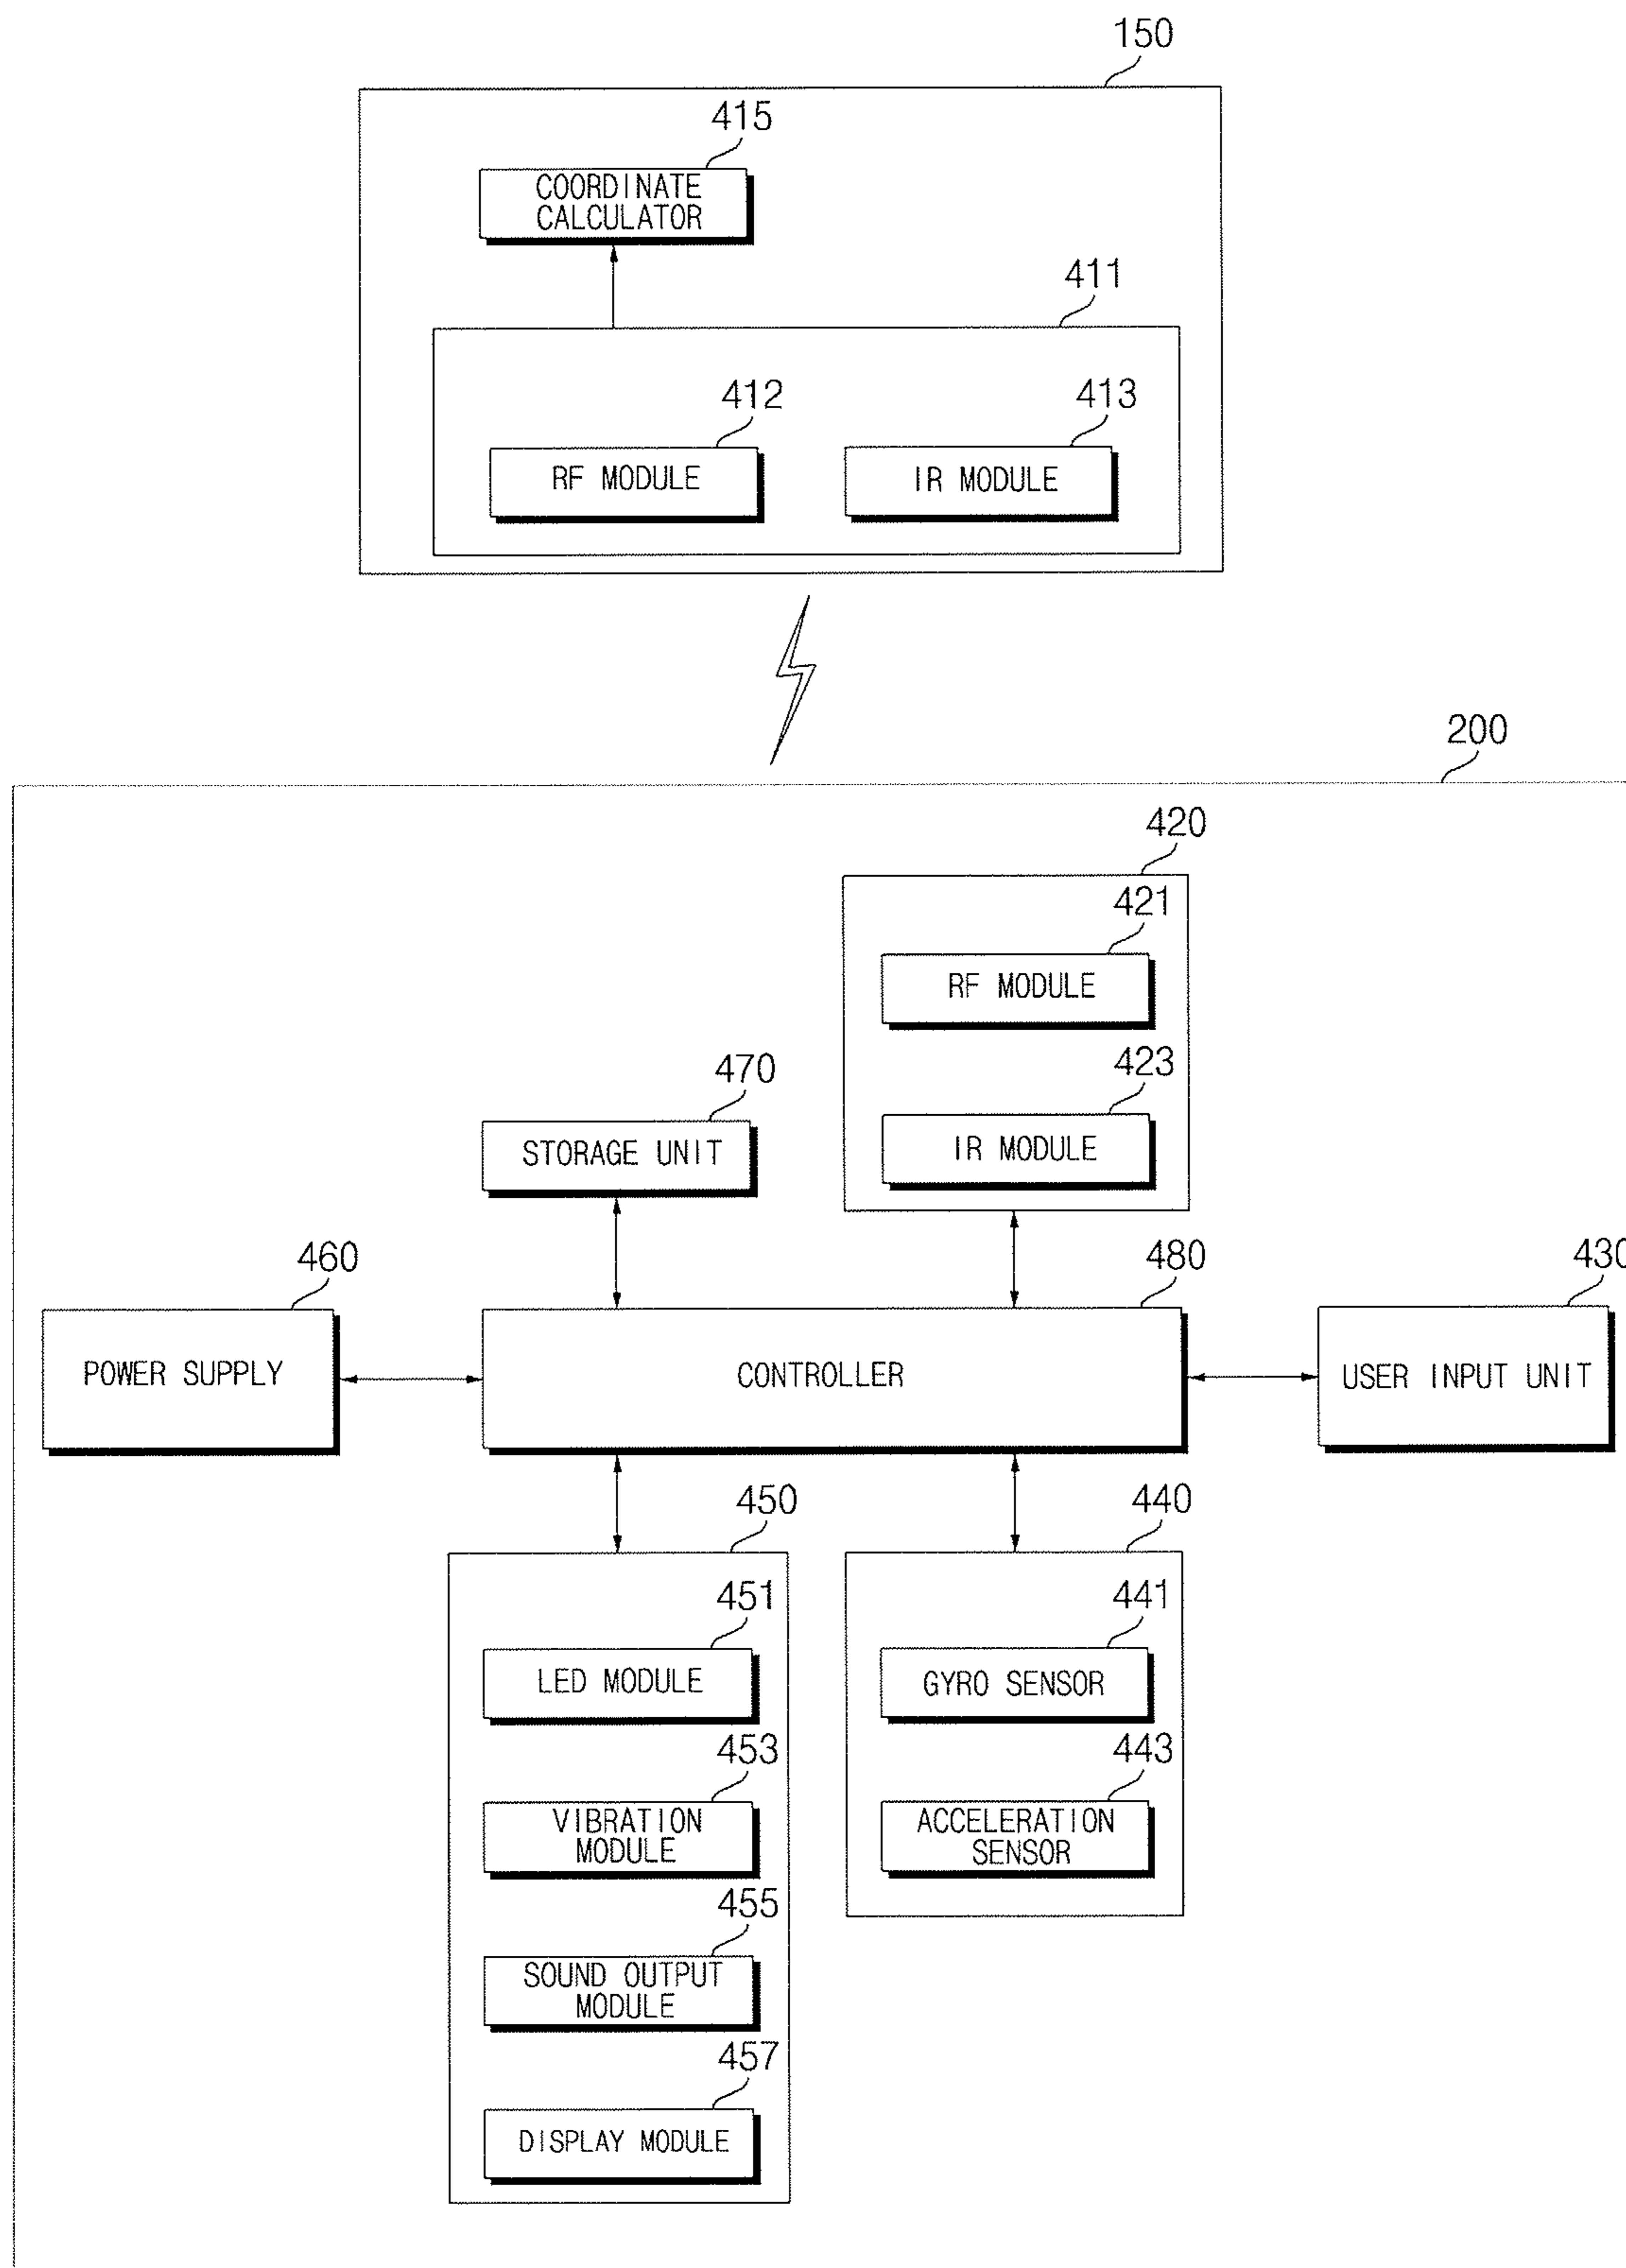 150
415
COORDINATE
CALCULATOR
411
412
413
RF MODULE
IR MODULE
200
420
421
RF MODULE
470
423
STORAGE UNIT
IR MODULE
460
480
430
POWER SUPPLY
CONTROLLER
USER INPUT UNIT
450
440
451
441
LED MODULE
GYRO SENSOR
453
443
VIBRATION
MODULE
ACCELERATION
SENSOR
455
SOUND OUTPUT
MODULE
457
DISPLAY MODULE